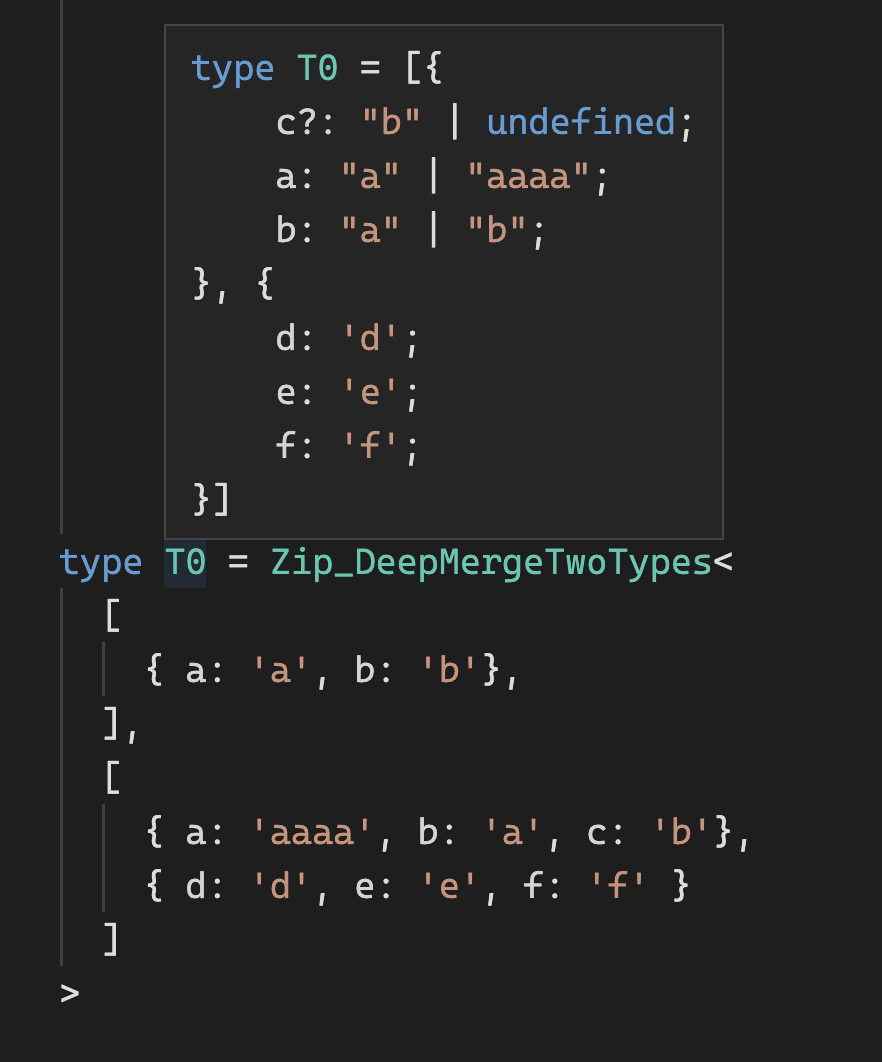 type T0 = [{
    c?: "b" | undefined;
    a: "a" | "aaaa";
    b: "a" | "b";
}, {
    d: 'd';
    e: 'e';
    f: 'f';
}]
type T0 = Zip_DeepMergeTwoTypes<
  [
    { a: 'a', b: 'b'},
  ],
  [
    { a: 'aaaa', b: 'a', c: 'b'},
    { d: 'd', e: 'e', f: 'f' }
  ]
>